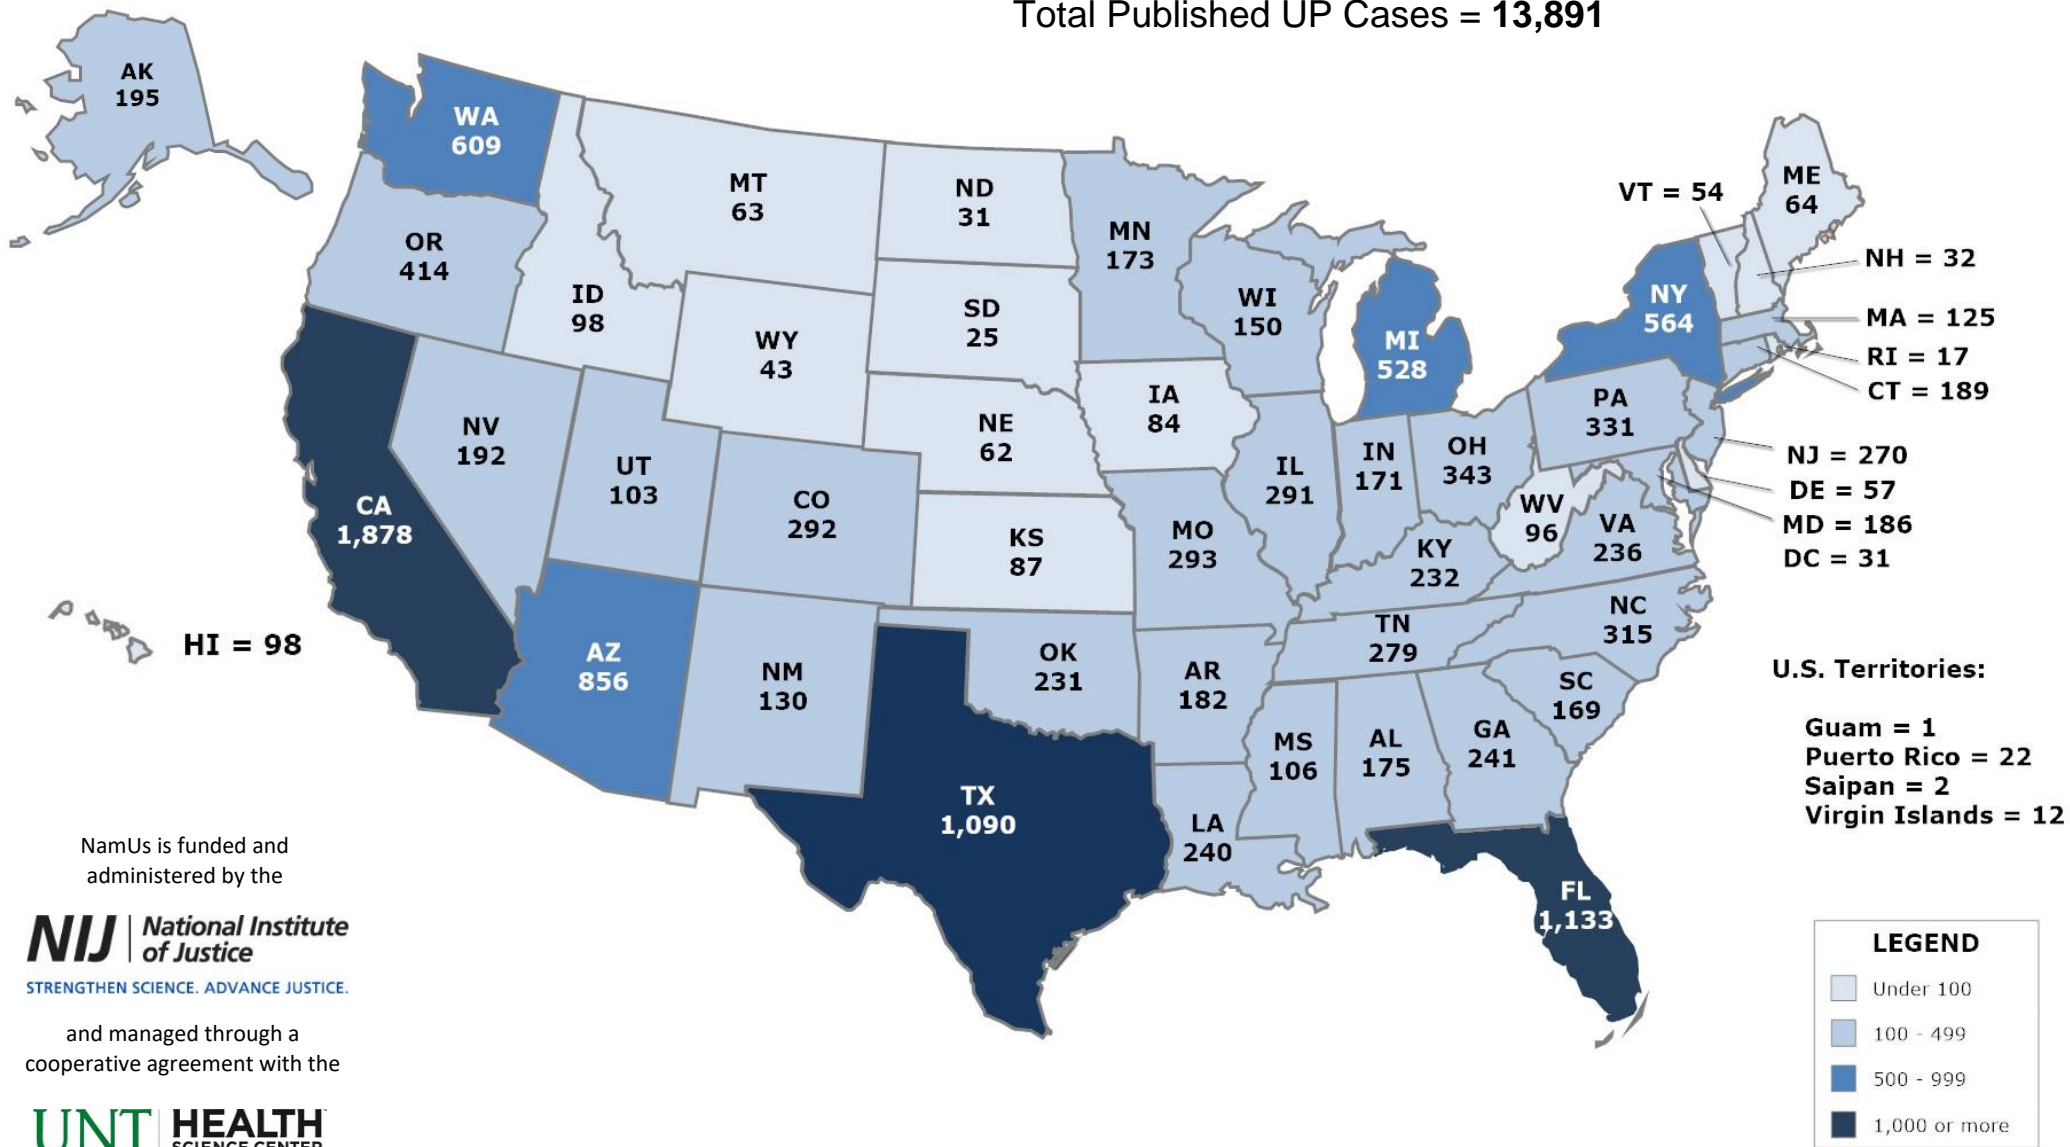 Total Published UP Cases = 13,891
AK
195
WA
609
MT
63
ND
31
MN
173
VT = 54
ME
64
OR
414
ID
98
NH = 32
WI
150
NY
564
MA = 125
SD
25
WY
43
MI
528
RI = 17
CT = 189
IA
84
PA
331
NE
62
NV
192
UT
103
IL
291
IN
171
OH
343
NJ = 270
DE = 57
CO
292
CA
1,878
WV
96
VA
236
MD = 186
DC = 31
KS
87
MO
293
KY
232
HI = 98
NC
315
TN
279
AZ
856
NM
130
OK
231
AR
182
SC
169
U.S. Territories:
Guam = 1
Puerto Rico = 22
Saipan = 2
Virgin Islands = 12
MS
106
AL
175
GA
241
TX
1,090
LA
240
FL
1,133
NamUs is funded and
administered by the
NIJ
National Institute
of Justice
STRENGTHEN SCIENCE. ADVANCE JUSTICE.
and managed through a
cooperative agreement with the
UNT HEALTH
SCIENCE CENTER
LEGEND
Under 100
100 - 499
500 - 999
1,000 or more